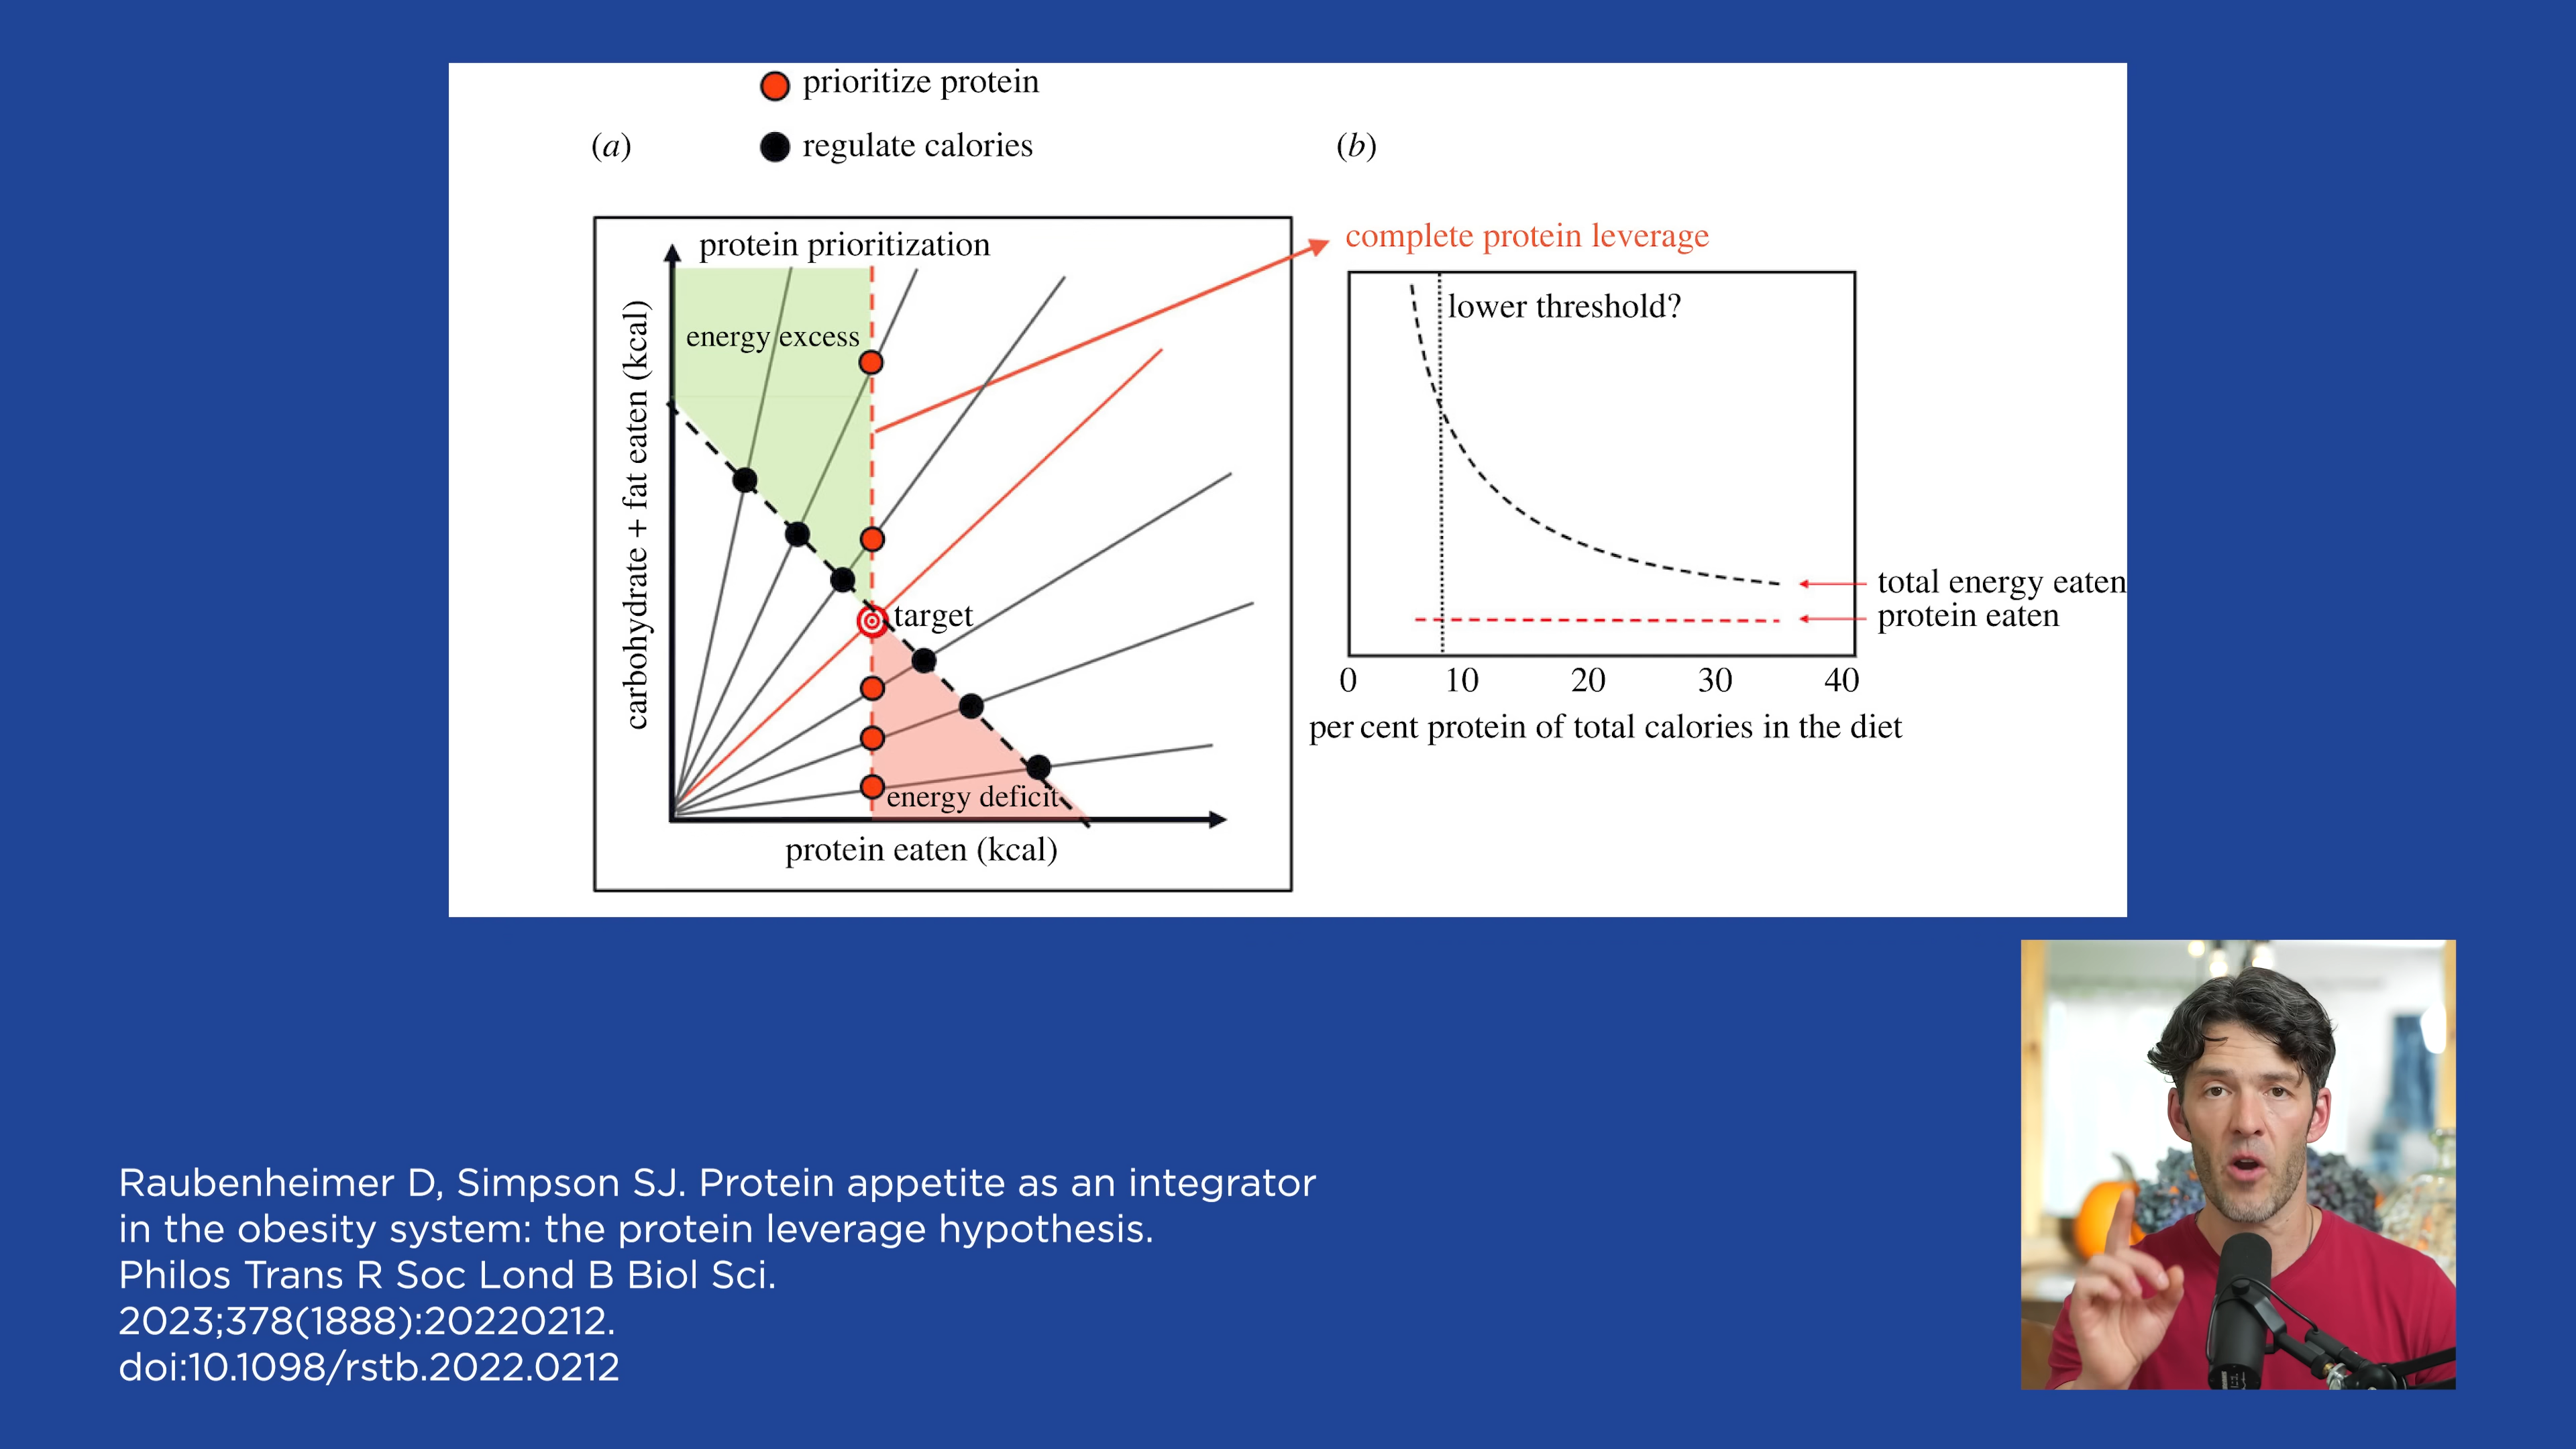 prioritize protein
(a)
regulate calories
(b)
protein prioritization
complete protein leverage
energy excess
lower threshold?
carbohydrate + fat eaten (kcal)
target
total energy eaten
protein eaten
energy deficit
protein eaten (kcal)
0 10 20 30 40
per cent protein of total calories in the diet
Raubenheimer D, Simpson SJ. Protein appetite as an integrator
in the obesity system: the protein leverage hypothesis.
Philos Trans R Soc Lond B Biol Sci.
2023;378(1888):20220212.
doi:10.1098/rstb.2022.0212